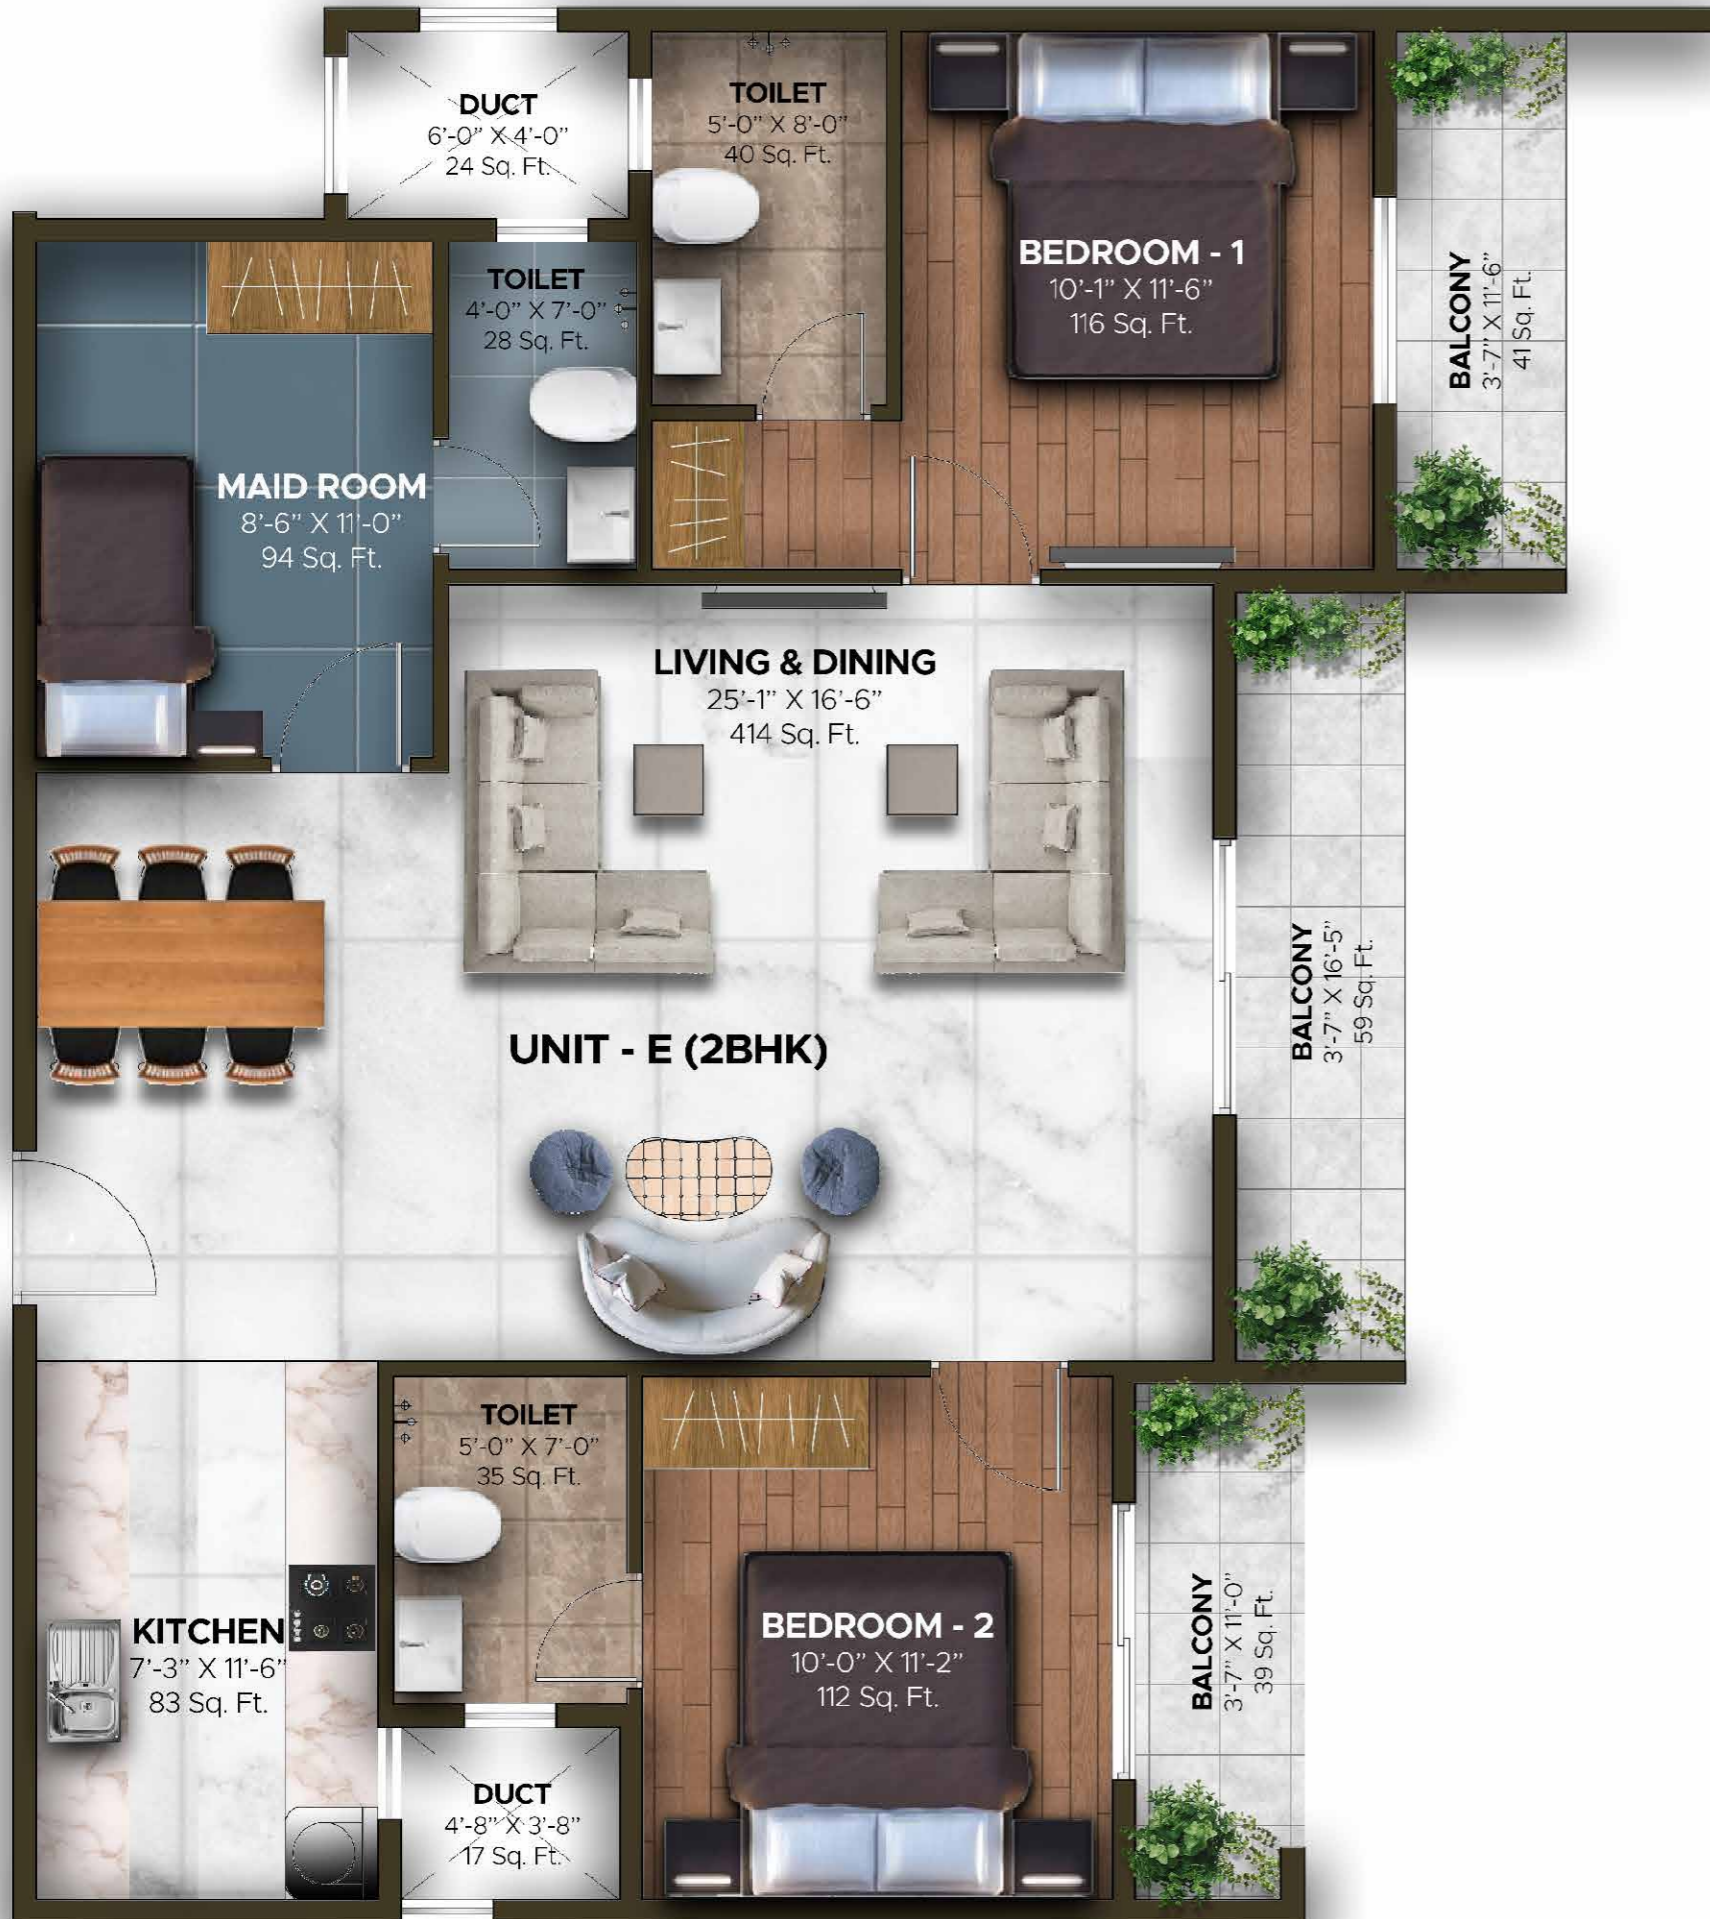 DUCT
6'-0" X 4'-0"
24 Sq. Ft.
TOILET
5'-0" X 8'-0"
40 Sq. Ft.
BEDROOM - 1
10'-1" X 11'-6"
116 Sq. Ft.
BALCONY
3'-7" X 11'-6"
41 Sq. Ft.
TOILET
4'-0" X 7'-0"
28 Sq. Ft.
MAID ROOM
8'-6" X 11'-0"
94 Sq. Ft.
LIVING & DINING
25'-1" X 16'-6"
414 Sq. Ft.
BALCONY
3'-7" X 16'-5"
59 Sq. Ft.
UNIT - E (2BHK)
TOILET
5'-0" X 7'-0"
35 Sq. Ft.
KITCHEN
7'-3" X 11'-6"
83 Sq. Ft.
BEDROOM - 2
10'-0" X 11'-2"
112 Sq. Ft.
BALCONY
3'-7" X 11'-0"
39 Sq. Ft.
DUCT
4'-8" X 3'-8"
17 Sq. Ft.